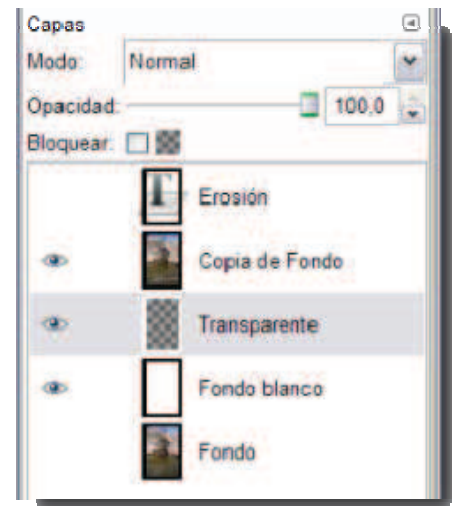 Capas
Modo: Normal
Opacidad: 100,0
Bloquear:
Erosión
Copia de Fondo
Transparente
Fondo blanco
Fondo